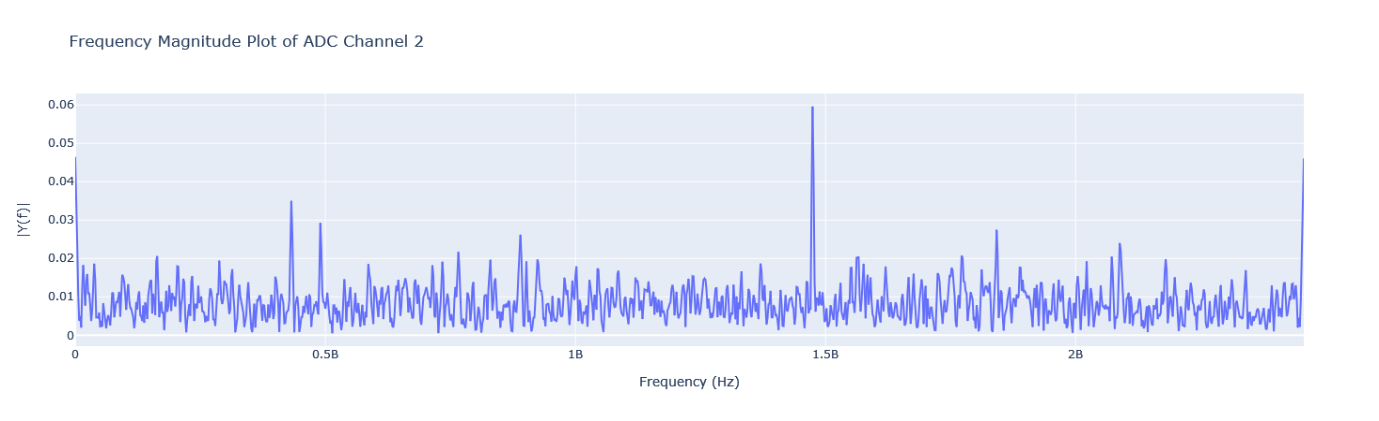 Frequency Magnitude Plot of ADC Channel 2
|Y(f)|
0.06
0.05
0.04
0.03
0.02
0.01
0
0 0.5B 1B 1.5B 2B
Frequency (Hz)